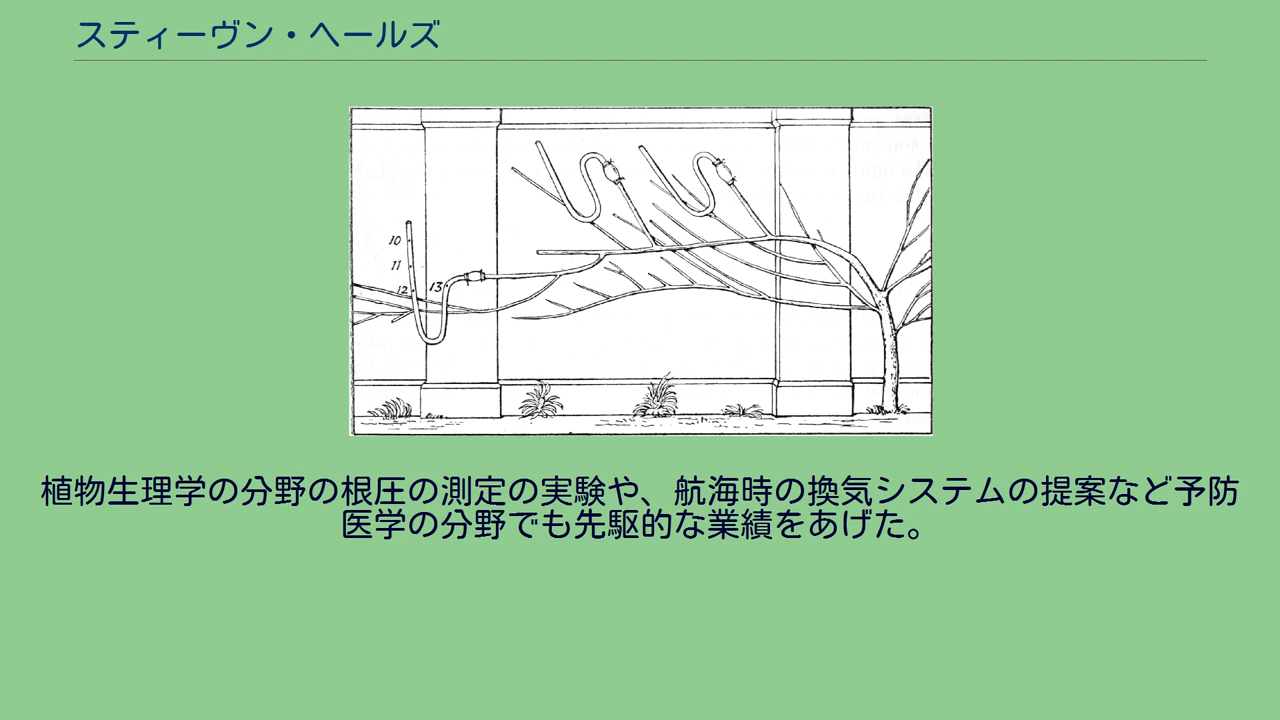 スティーヴン・ヘールズ
10
11
12
13
植物生理学の分野の根圧の測定の実験や、航海時の換気システムの提案など予防
医学の分野でも先駆的な業績をあげた。